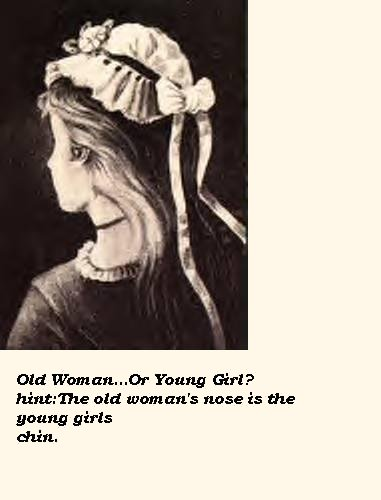 Old Woman...Or Young Girl?
hint:The old woman's nose is the
young girls
chin.